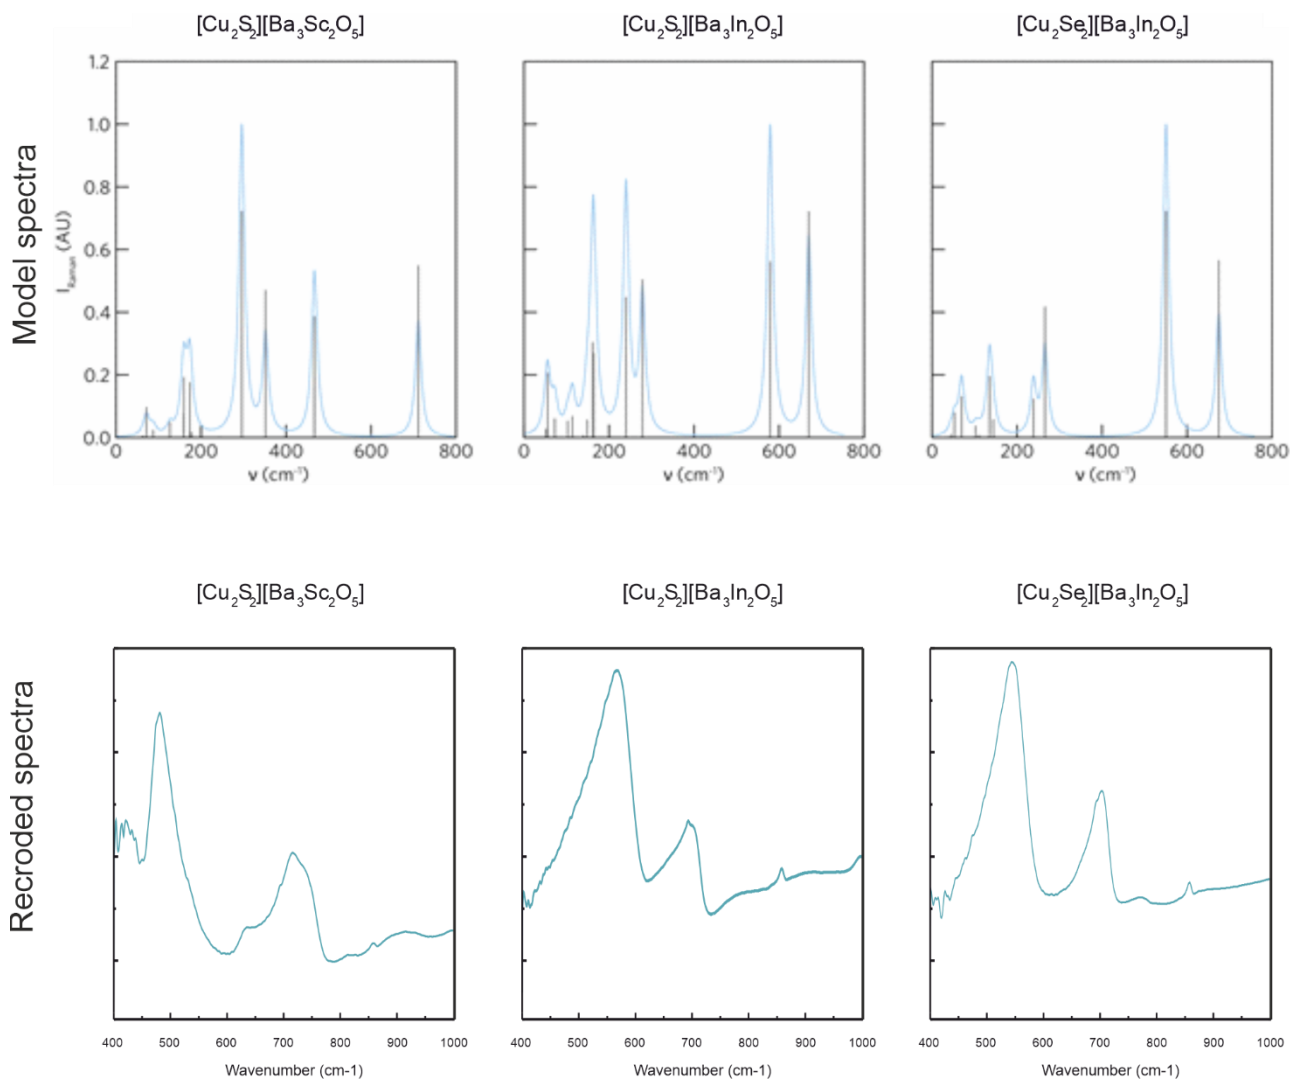 [Cu₂S₂][Ba₃Sc₂O₅] [Cu₂S₂][Ba₃In₂O₅] [Cu₂Se₂][Ba₃In₂O₅]
Model spectra
I_Raman (AU)
1.2
1.0
0.8
0.6
0.4
0.2
0.0
0 200 400 600 800 0 200 400 600 800 0 200 400 600 800
ν (cm⁻¹) ν (cm⁻¹) ν (cm⁻¹)
[Cu₂S₂][Ba₃Sc₂O₅] [Cu₂S₂][Ba₃In₂O₅] [Cu₂Se₂][Ba₃In₂O₅]
Recroded spectra
400 500 600 700 800 900 1000 400 500 600 700 800 900 1000 400 500 600 700 800 900 1000
Wavenumber (cm-1) Wavenumber (cm-1) Wavenumber (cm-1)